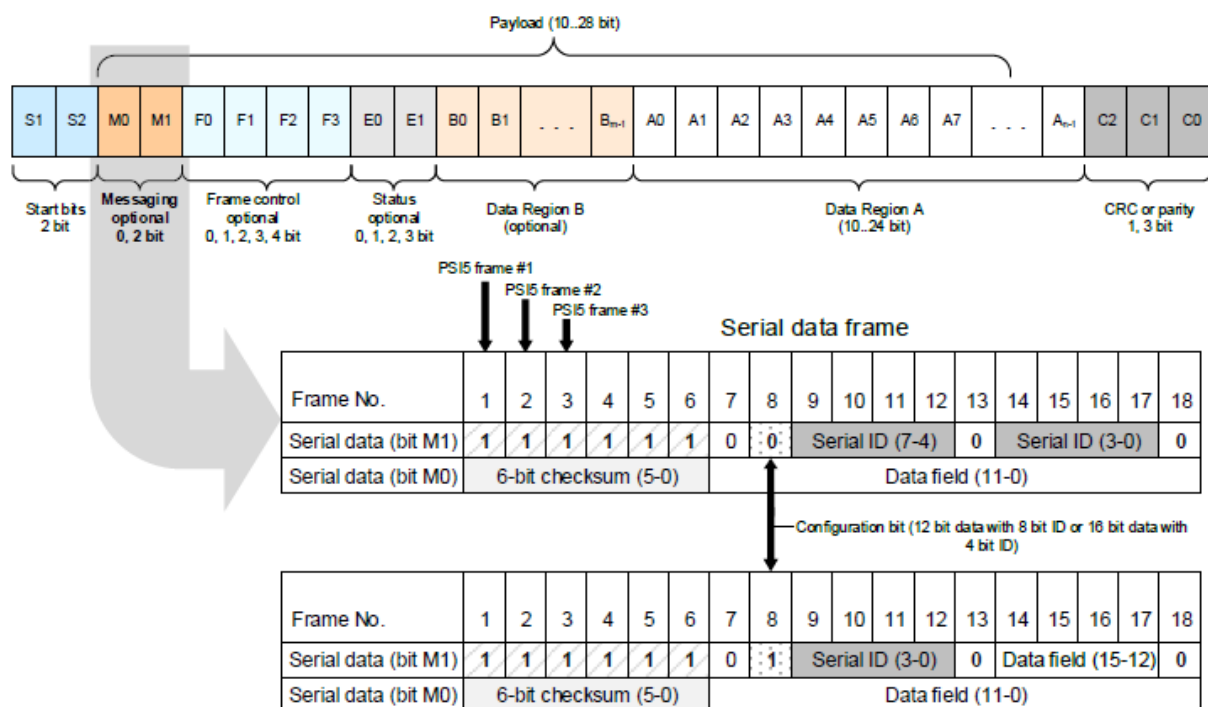 Payload (10..28 bit)
S1 S2 M0 M1 F0 F1 F2 F3 E0 E1 B0 B1 . . . Bm-1 A0 A1 A2 A3 A4 A5 A6 A7 . . . An-1 C2 C1 C0
Start bits
2 bit
Messaging
optional
0, 2 bit
Frame control
optional
0, 1, 2, 3, 4 bit
Status
optional
0, 1, 2, 3 bit
Data Region B
(optional)
Data Region A
(10..24 bit)
CRC or parity
1, 3 bit
PSI5 frame #1
PSI5 frame #2
PSI5 frame #3
Serial data frame
Frame No. 1 2 3 4 5 6 7 8 9 10 11 12 13 14 15 16 17 18
Serial data (bit M1) 1 1 1 1 1 1 0 0 Serial ID (7-4) 0 Serial ID (3-0) 0
Serial data (bit M0) 6-bit checksum (5-0) Data field (11-0)
Configuration bit (12 bit data with 8 bit ID or 16 bit data with
4 bit ID)
Frame No. 1 2 3 4 5 6 7 8 9 10 11 12 13 14 15 16 17 18
Serial data (bit M1) 1 1 1 1 1 1 0 1 Serial ID (3-0) 0 Data field (15-12) 0
Serial data (bit M0) 6-bit checksum (5-0) Data field (11-0)